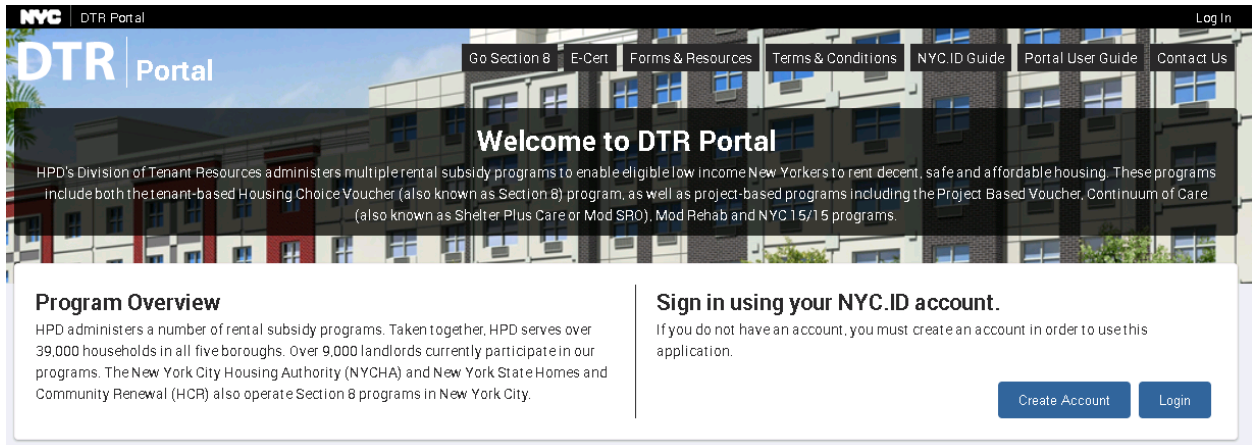 NYC DTR Portal Log In
DTR Portal
Go Section 8 E-Cert Forms & Resources Terms & Conditions NYC.ID Guide Portal User Guide Contact Us
Welcome to DTR Portal
HPD's Division of Tenant Resources administers multiple rental subsidy programs to enable eligible low income New Yorkers to rent decent, safe and affordable housing. These programs
include both the tenant-based Housing Choice Voucher (also known as Section 8) program, as well as project-based programs including the Project Based Voucher, Continuum of Care
(also known as Shelter Plus Care or Mod SRO), Mod Rehab and NYC 15/15 programs.
Program Overview
HPD administers a number of rental subsidy programs. Taken together, HPD serves over
39,000 households in all five boroughs. Over 9,000 landlords currently participate in our
programs. The New York City Housing Authority (NYCHA) and New York State Homes and
Community Renewal (HCR) also operate Section 8 programs in New York City.
Sign in using your NYC.ID account.
If you do not have an account, you must create an account in order to use this
application.
Create Account Login